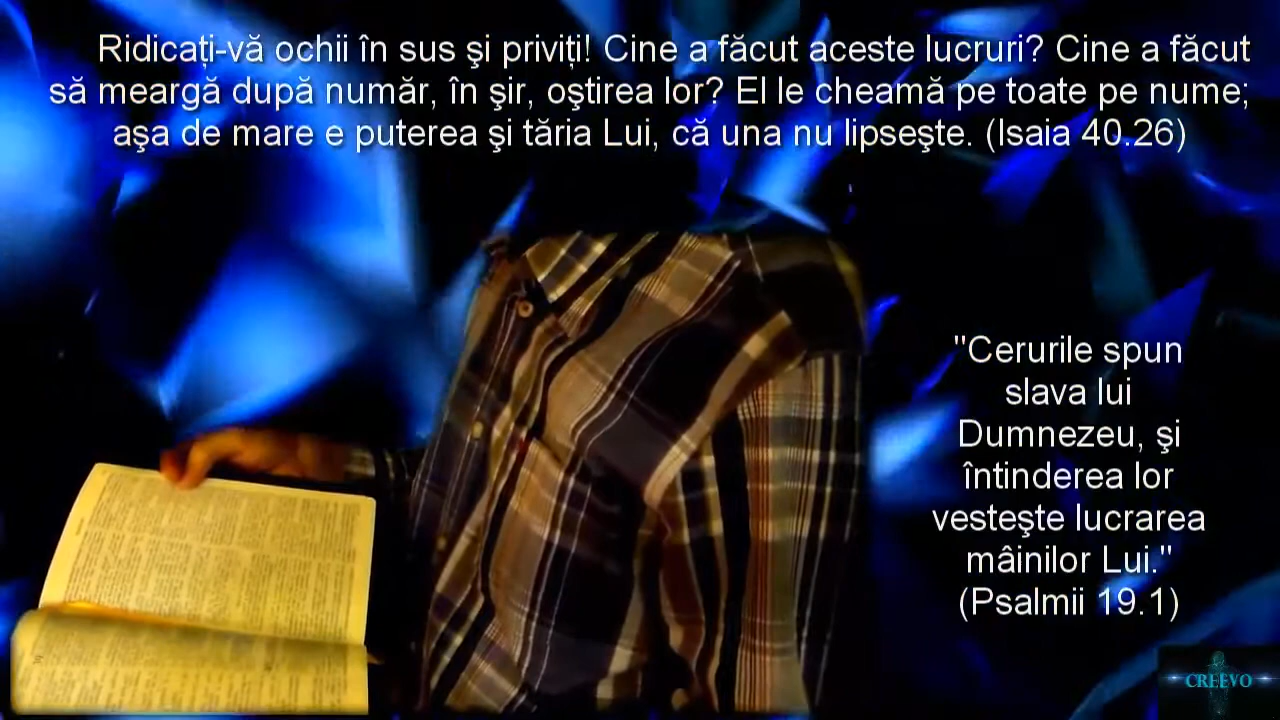 Ridicați-vă ochii în sus şi priviți! Cine a făcut aceste lucruri? Cine a făcut
să meargă după număr, în şir, oştirea lor? El le cheamă pe toate pe nume;
aşa de mare e puterea şi tăria Lui, că una nu lipseşte. (Isaia 40.26)
"Cerurile spun
slava lui
Dumnezeu, şi
întinderea lor
vesteşte lucrarea
mâinilor Lui."
(Psalmii 19.1)
CREEVO